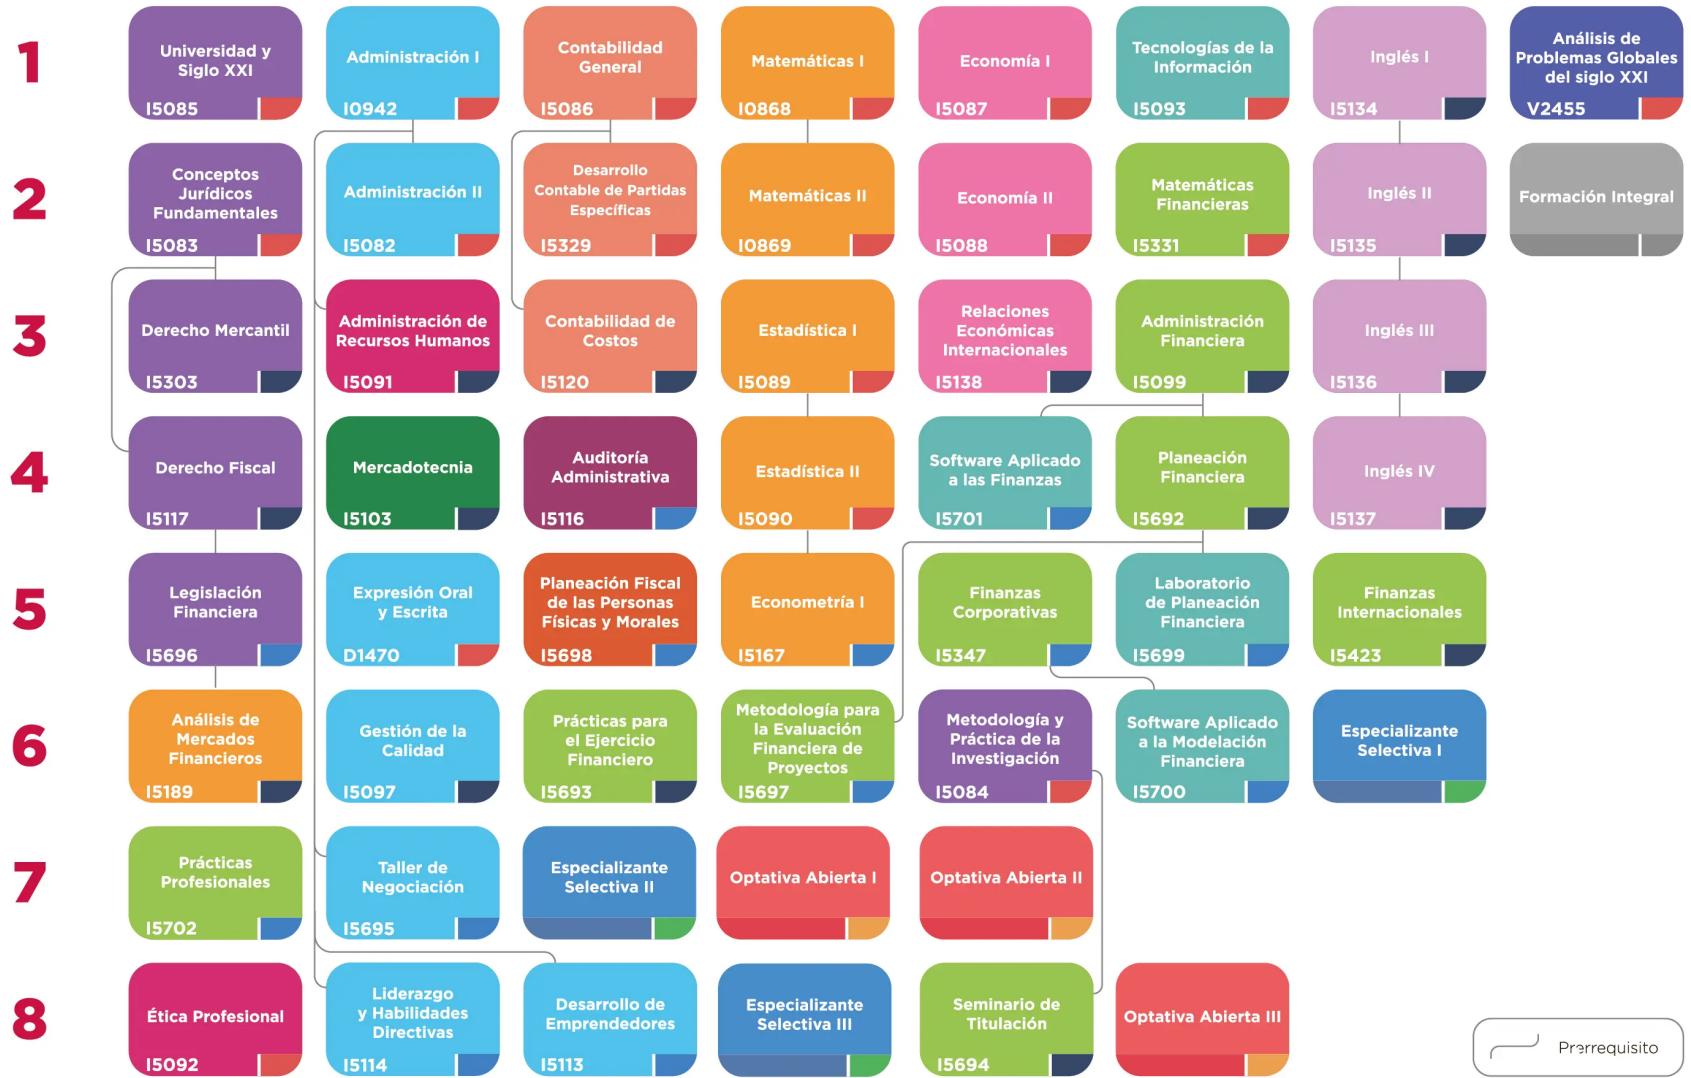 1
Universidad y
Siglo XXI
I5085
Administración I
I0942
Contabilidad
General
I5086
Matemáticas I
I0868
Economía I
I5087
Tecnologías de la
Información
I5093
Inglés I
I5134
Análisis de
Problemas Globales
del siglo XXI
V2455
2
Conceptos
Jurídicos
Fundamentales
I5083
Administración II
I5082
Desarrollo
Contable de Partidas
Específicas
I5329
Matemáticas II
I0869
Economía II
I5088
Matemáticas
Financieras
I5331
Inglés II
I5135
Formación Integral
3
Derecho Mercantil
I5303
Administración de
Recursos Humanos
I5091
Contabilidad de
Costos
I5120
Estadística I
I5089
Relaciones
Económicas
Internacionales
I5138
Administración
Financiera
I5099
Inglés III
I5136
4
Derecho Fiscal
I5117
Mercadotecnia
I5103
Auditoría
Administrativa
I5116
Estadística II
I5090
Software Aplicado
a las Finanzas
I5701
Planeación
Financiera
I5692
Inglés IV
I5137
5
Legislación
Financiera
I5696
Expresión Oral
y Escrita
D1470
Planeación Fiscal
de las Personas
Físicas y Morales
I5698
Econometría I
I5167
Finanzas
Corporativas
I5347
Laboratorio
de Planeación
Financiera
I5699
Finanzas
Internacionales
I5423
6
Análisis de
Mercados
Financieros
I5189
Gestión de la
Calidad
I5097
Prácticas para
el Ejercicio
Financiero
I5693
Metodología para
la Evaluación
Financiera de
Proyectos
I5697
Metodología y
Práctica de la
Investigación
I5084
Software Aplicado
a la Modelación
Financiera
I5700
Especializante
Selectiva I
7
Prácticas
Profesionales
I5702
Taller de
Negociación
I5695
Especializante
Selectiva II
Optativa Abierta I
Optativa Abierta II
8
Ética Profesional
I5092
Liderazgo
y Habilidades
Directivas
I5114
Desarrollo de
Emprendedores
I5113
Especializante
Selectiva III
Seminario de
Titulación
I5694
Optativa Abierta III
Prerrequisito